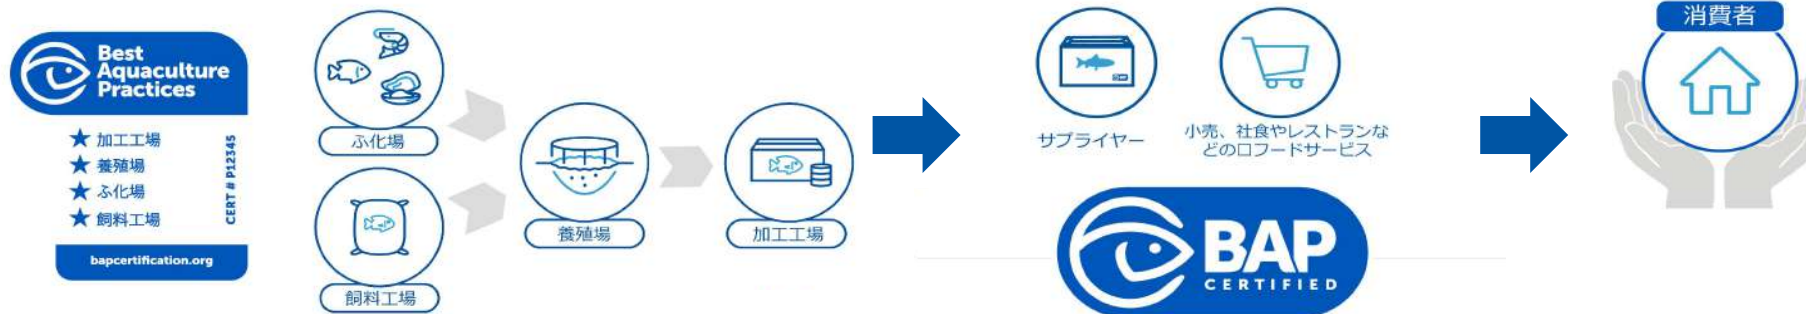 Best
Aquaculture
Practices
★ 加工工場
★ 養殖場
★ ふ化場
★ 飼料工場
CERT # P12345
bapcertification.org
ふ化場
飼料工場
養殖場
加工工場
サプライヤー
小売、社食やレストランな
どの口フードサービス
BAP
CERTIFIED
消費者